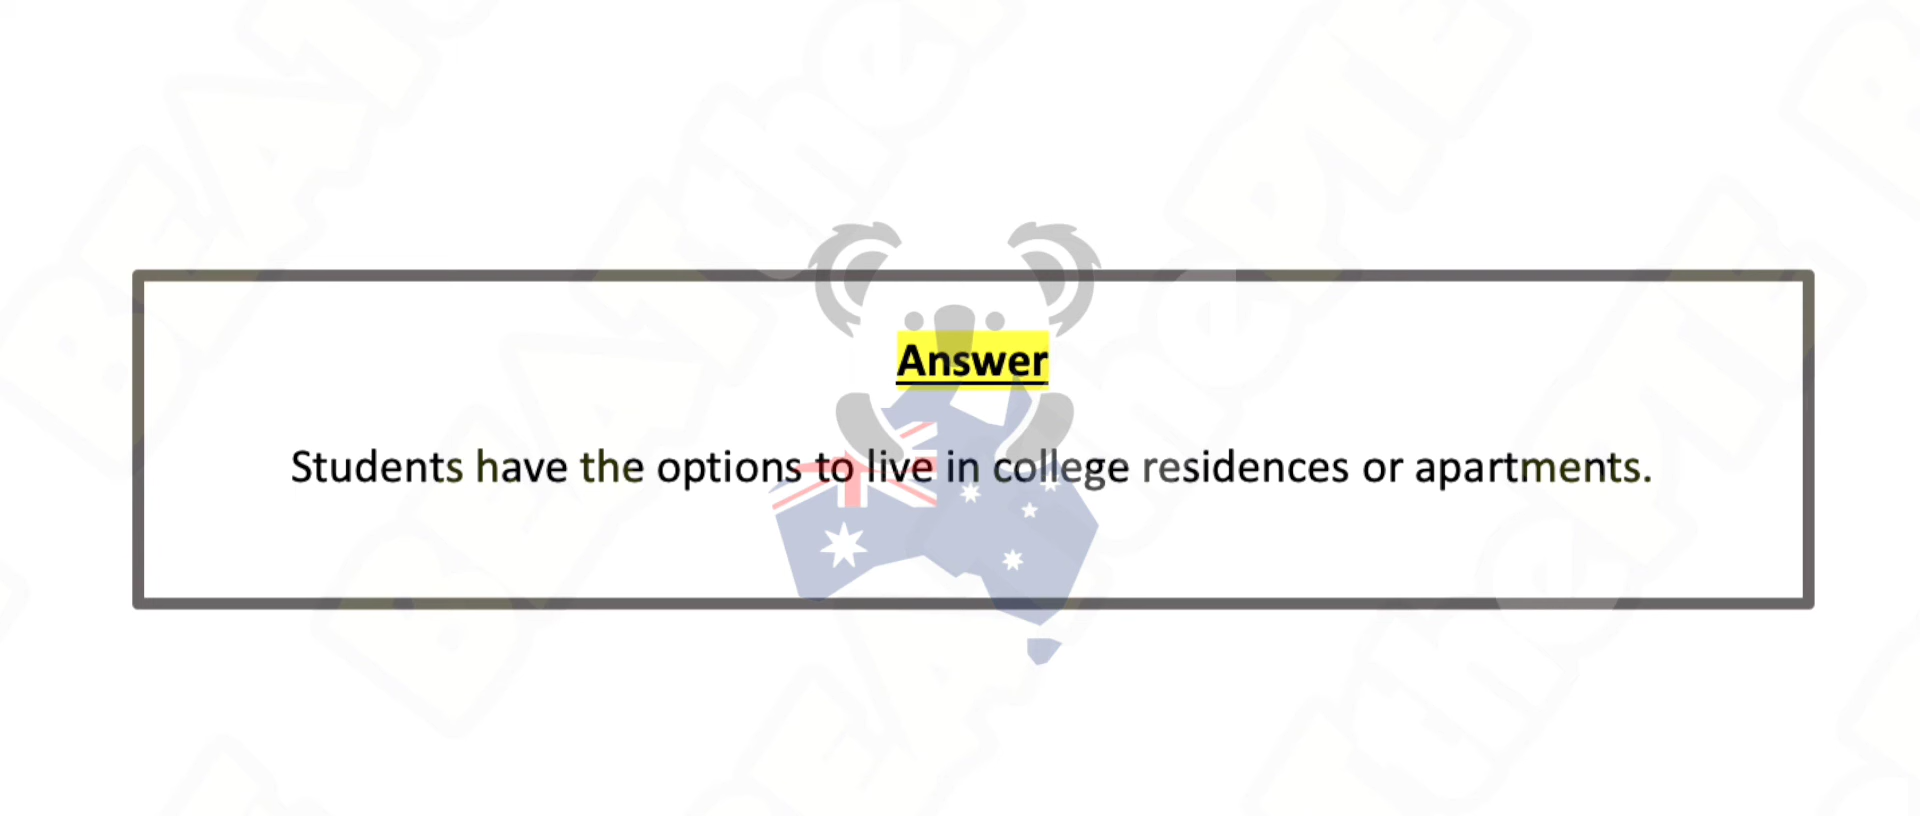 Answer
Students have the options to live in college residences or apartments.